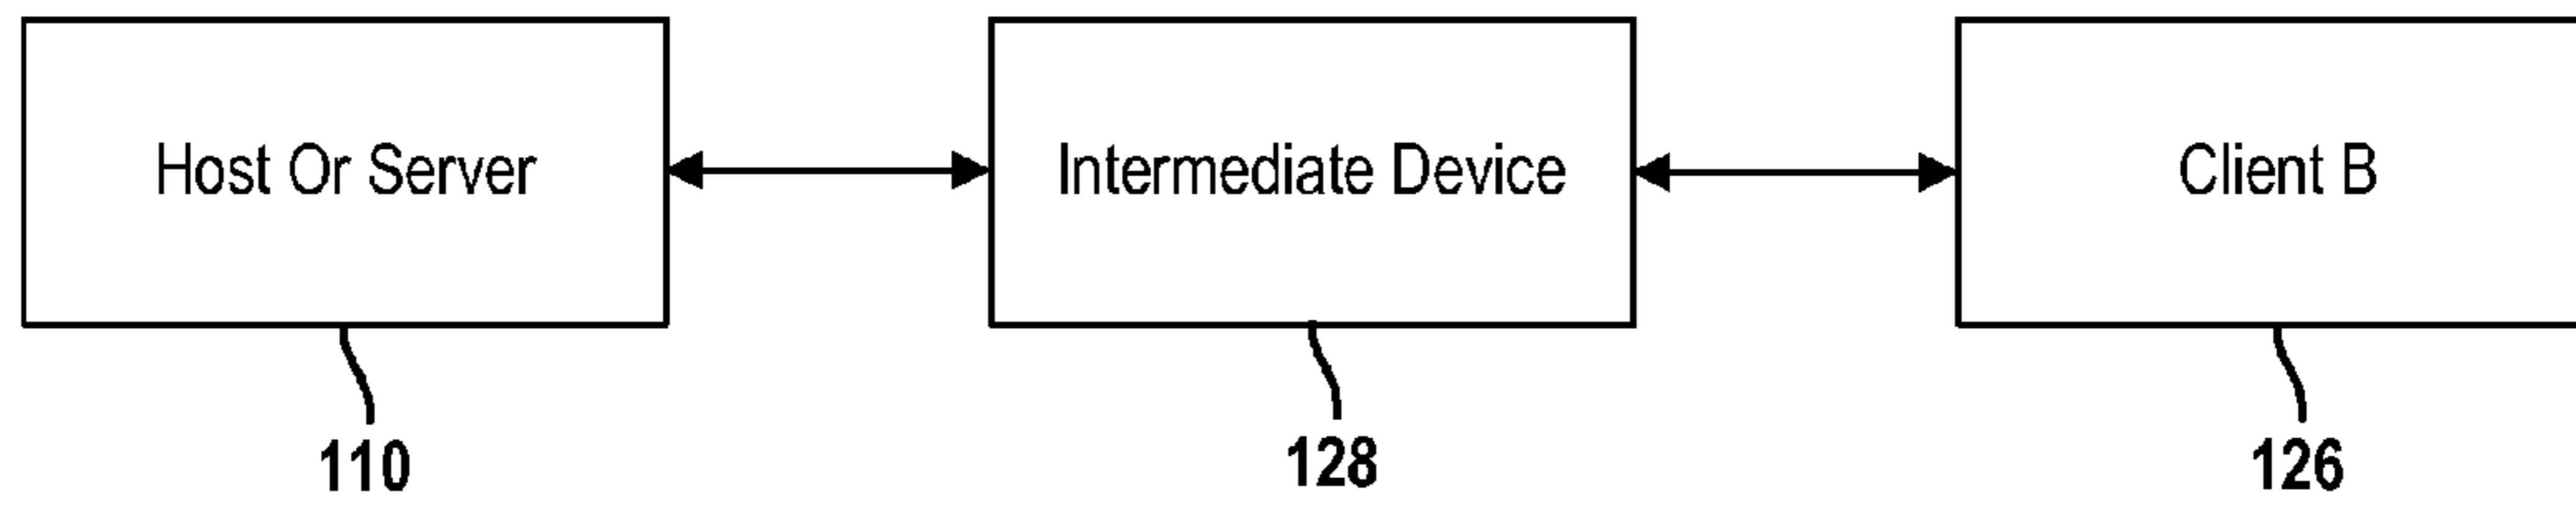 Host Or Server
Intermediate Device
Client B
110
128
126